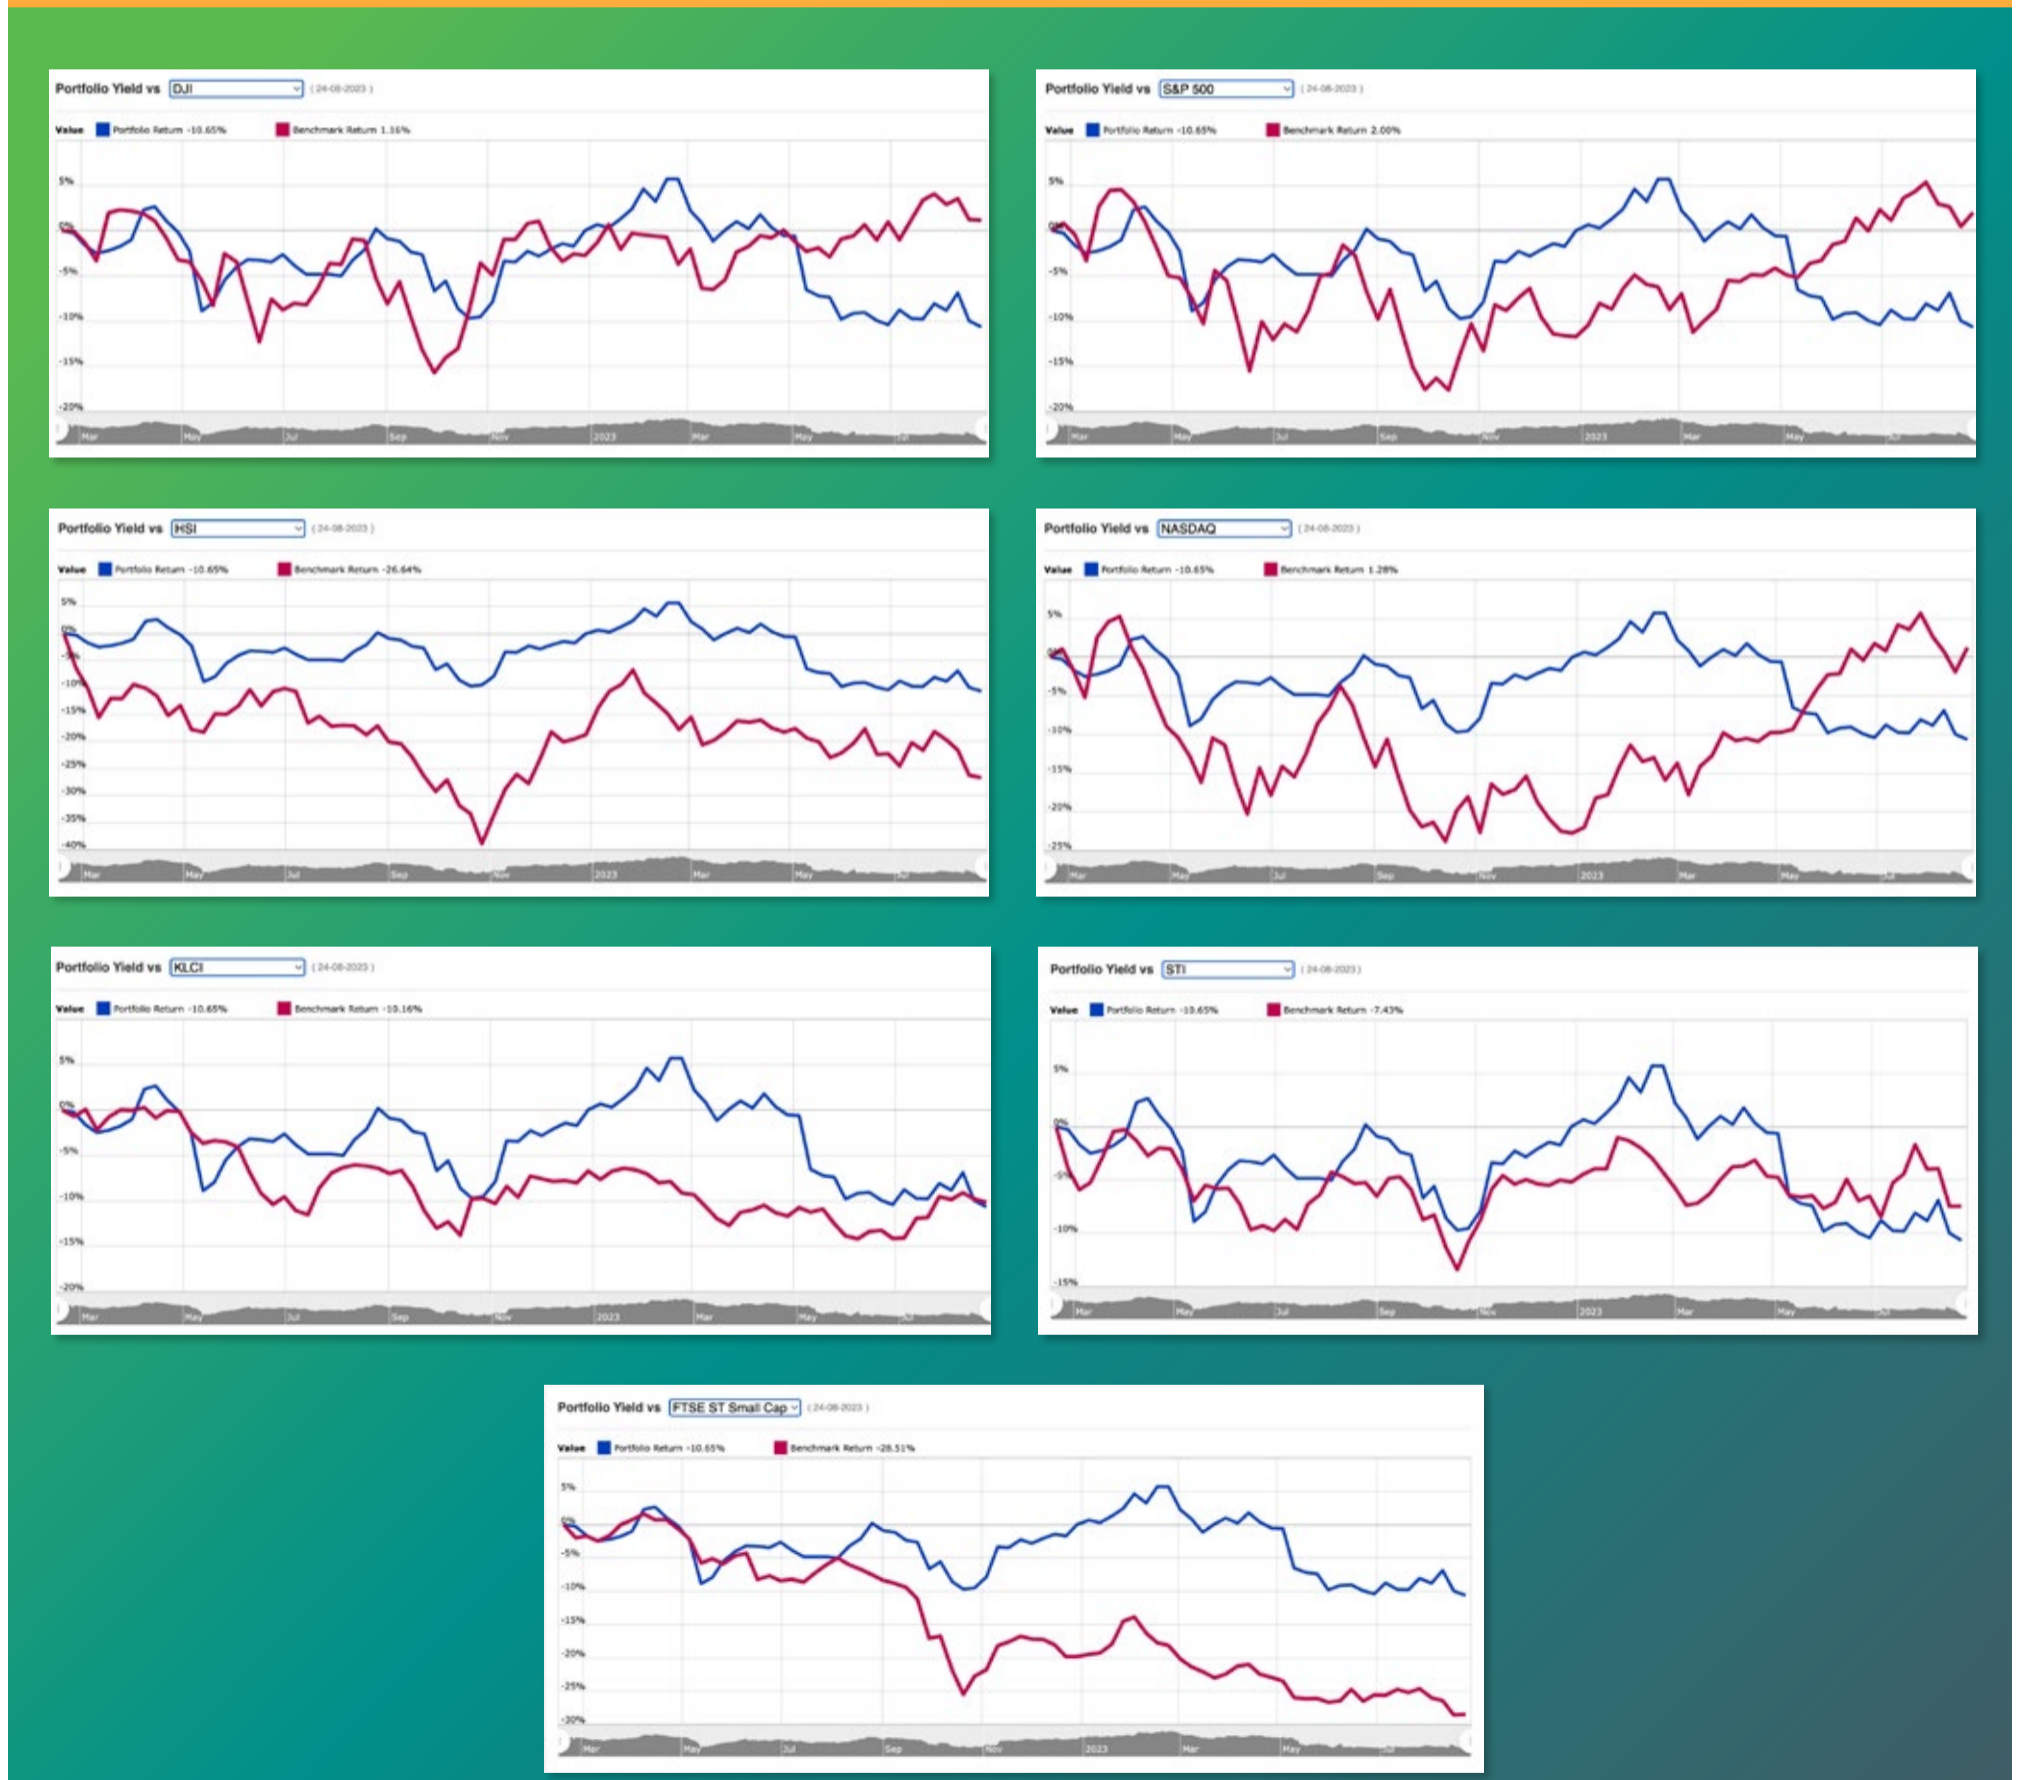 Portfolio Yield vs DJI (24-08-2023)
Value Portfolio Return -10.65% Benchmark Return 1.16%
5%
0%
-5%
-10%
-15%
-20%
Mar May Jul Sep Nov 2023 Mar May Jul
Portfolio Yield vs S&P 500 (24-08-2023)
Value Portfolio Return -10.65% Benchmark Return 2.00%
5%
0%
-5%
-10%
-15%
-20%
Mar May Jul Sep Nov 2023 Mar May Jul
Portfolio Yield vs HSI (24-08-2023)
Value Portfolio Return -10.65% Benchmark Return -26.64%
5%
0%
-5%
-10%
-15%
-20%
-25%
-30%
-35%
-40%
Mar May Jul Sep Nov 2023 Mar May Jul
Portfolio Yield vs NASDAQ (24-08-2023)
Value Portfolio Return -10.65% Benchmark Return 1.28%
5%
0%
-5%
-10%
-15%
-20%
-25%
Mar May Jul Sep Nov 2023 Mar May Jul
Portfolio Yield vs KLCI (24-08-2023)
Value Portfolio Return -10.65% Benchmark Return -10.16%
5%
0%
-5%
-10%
-15%
-20%
Mar May Jul Sep Nov 2023 Mar May Jul
Portfolio Yield vs STI (24-08-2023)
Value Portfolio Return -10.65% Benchmark Return -7.43%
5%
0%
-5%
-10%
-15%
Mar May Jul Sep Nov 2023 Mar May Jul
Portfolio Yield vs FTSE ST Small Cap (24-08-2023)
Value Portfolio Return -10.65% Benchmark Return -28.51%
5%
0%
-5%
-10%
-15%
-20%
-25%
-30%
Mar May Jul Sep Nov 2023 Mar May Jul